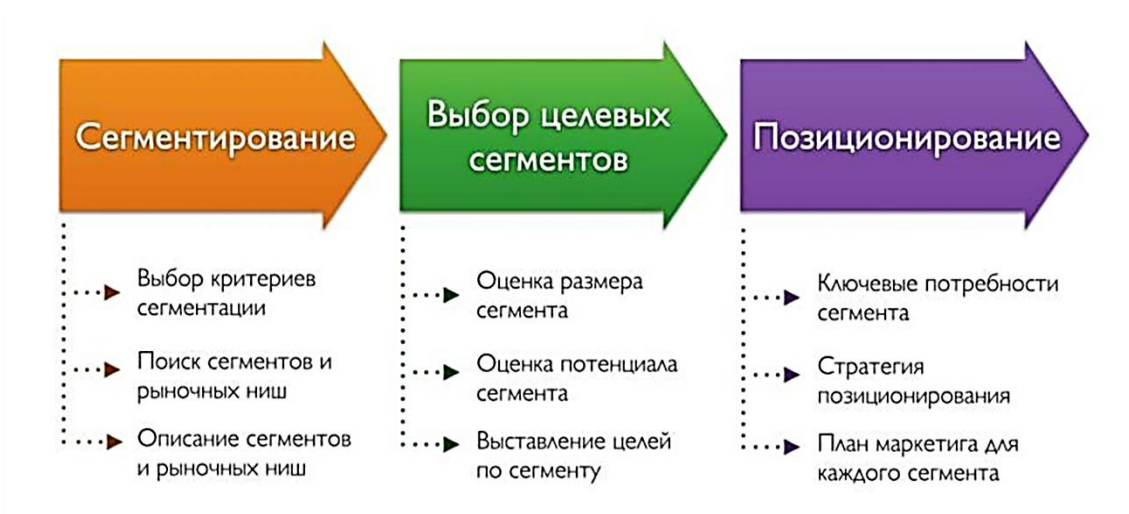 Сегментирование
Выбор критериев
сегментации
Поиск сегментов и
рыночных ниш
Описание сегментов
и рыночных ниш
Выбор целевых
сегментов
Оценка размера
сегмента
Оценка потенциала
сегмента
Выставление целей
по сегменту
Позиционирование
Ключевые потребности
сегмента
Стратегия
позиционирования
План маркетига для
каждого сегмента